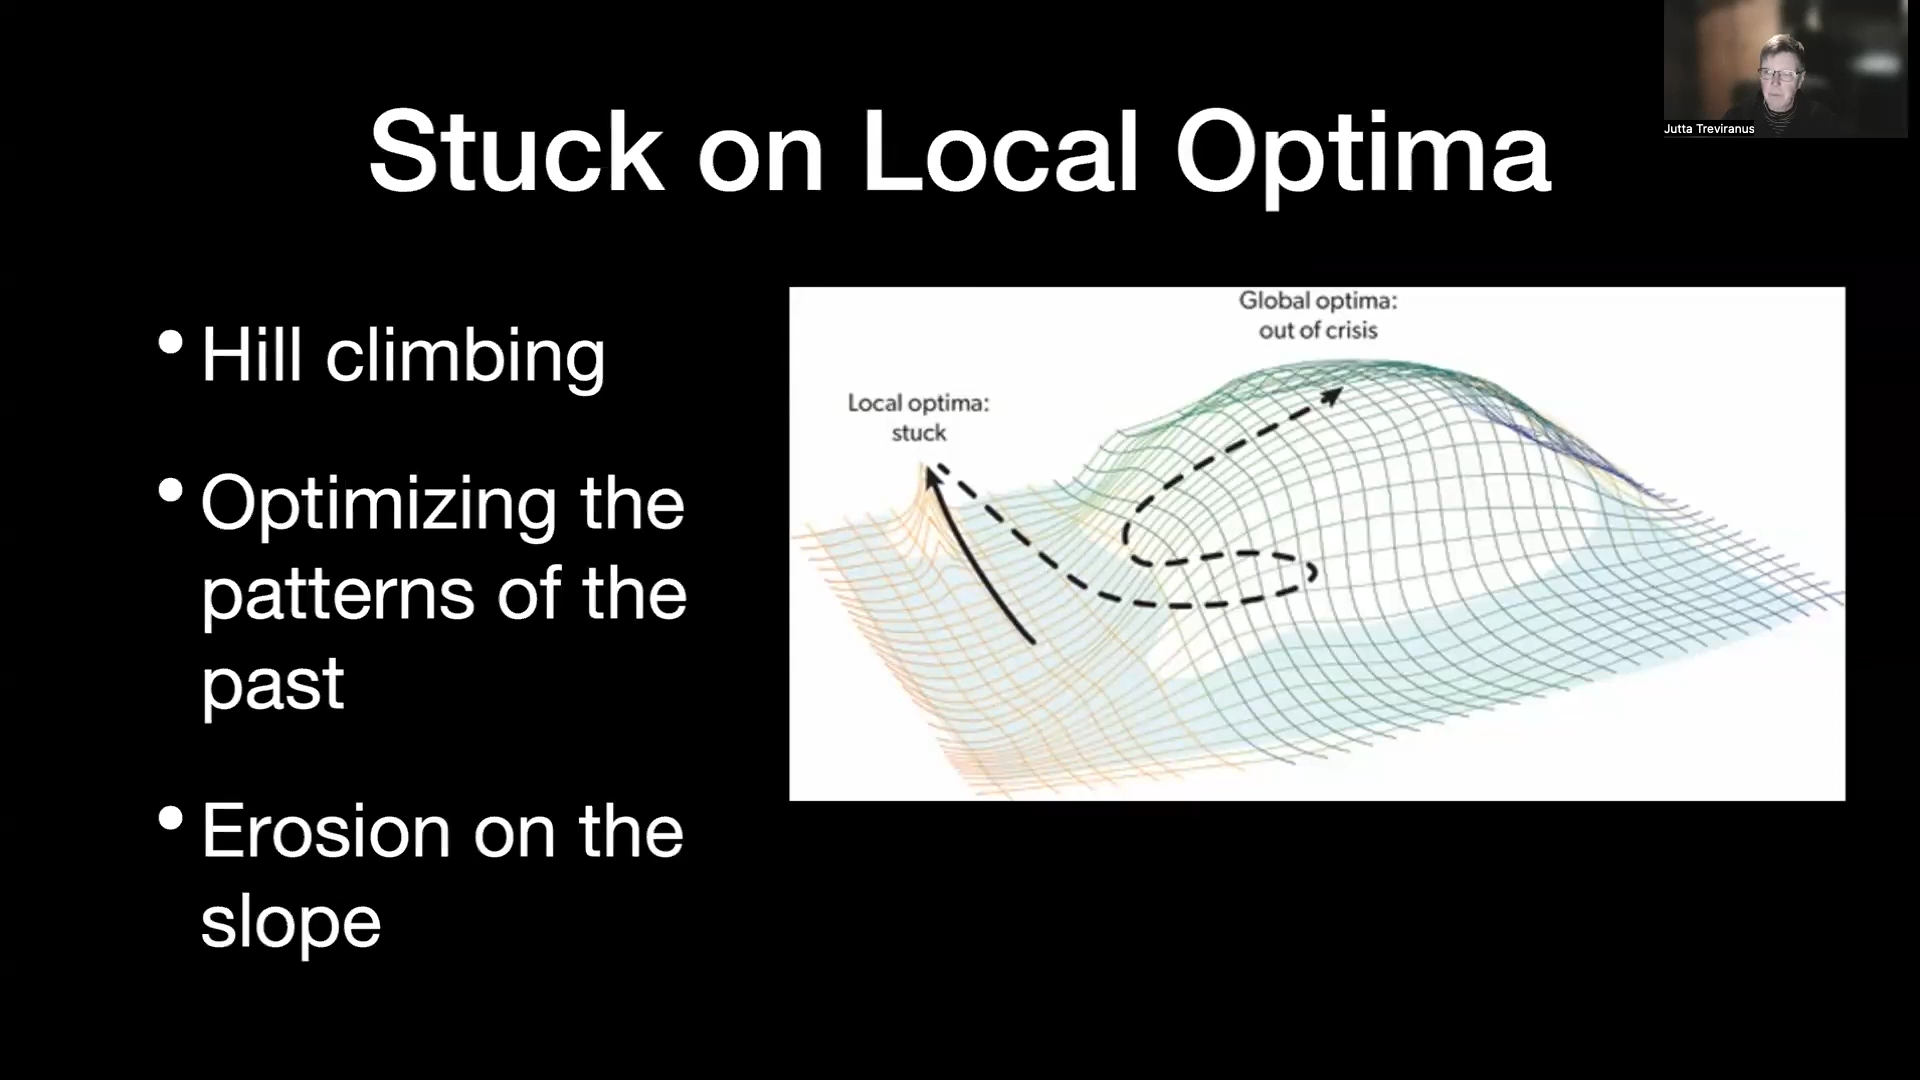 Jutta Treviranus
Stuck on Local Optima
• Hill climbing
• Optimizing the
patterns of the
past
• Erosion on the
slope
Global optima:
out of crisis
Local optima:
stuck